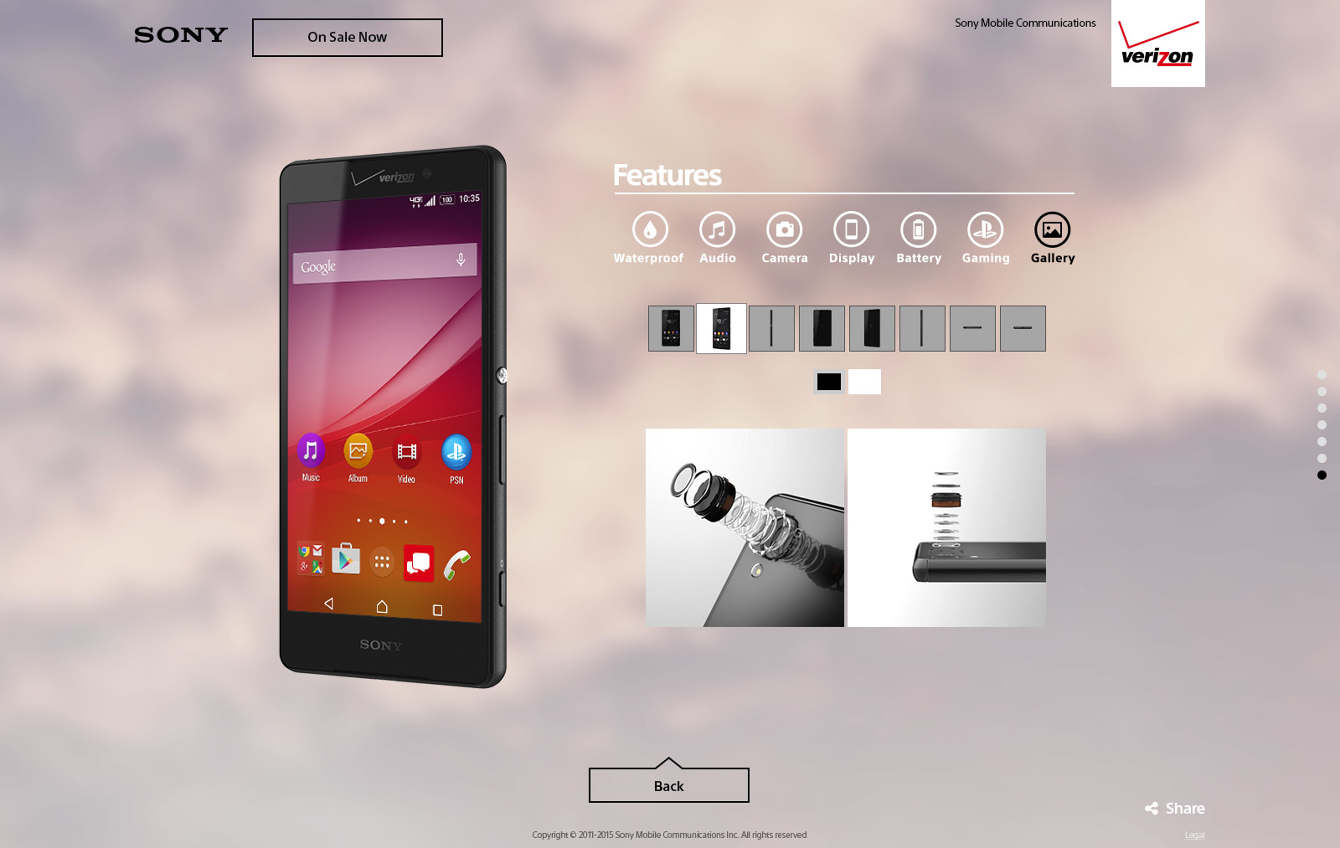 SONY
On Sale Now
Sony Mobile Communications
verizon
verizon
4G 100 10:35
Google
Music Album Video PSN
SONY
Features
Waterproof Audio Camera Display Battery Gaming Gallery
Back
Share
Copyright © 2011-2015 Sony Mobile Communications Inc. All rights reserved
Legal